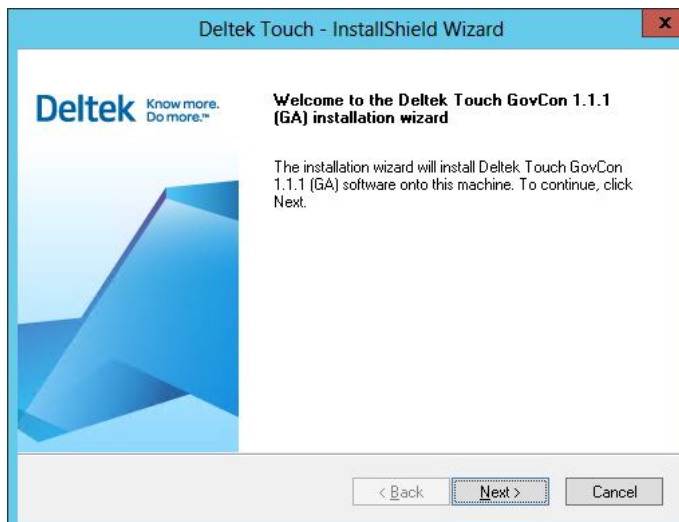 Deltek Touch - InstallShield Wizard
x
Deltek Know more.
Do more.™
Welcome to the Deltek Touch GovCon 1.1.1
(GA) installation wizard
The installation wizard will install Deltek Touch GovCon
1.1.1 (GA) software onto this machine. To continue, click
Next.
< Back
Next >
Cancel